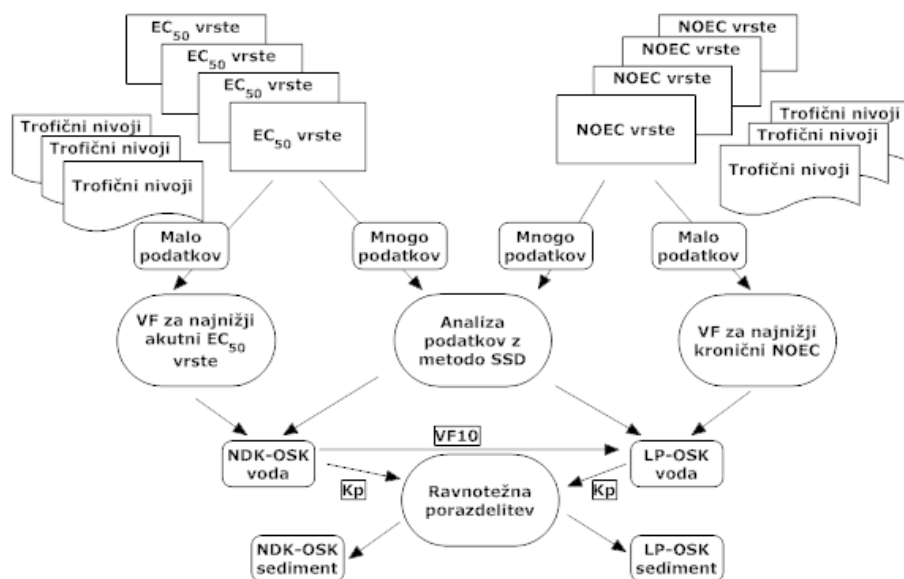 EC50 vrste
EC50 vrste
EC50 vrste
EC50 vrste
NOEC vrste
NOEC vrste
NOEC vrste
NOEC vrste
Trofični nivoji
Trofični nivoji
Trofični nivoji
Trofični nivoji
Trofični nivoji
Trofični nivoji
Malo
podatkov
Mnogo
podatkov
Mnogo
podatkov
Malo
podatkov
VF za najnižji
akutni EC50
vrste
Analiza
podatkov z
metodo SSD
VF za najnižji
kronični NOEC
NDK-OSK
voda
VF10
LP-OSK
voda
Kp
Kp
Ravnotežna
porazdelitev
NDK-OSK
sediment
LP-OSK
sediment